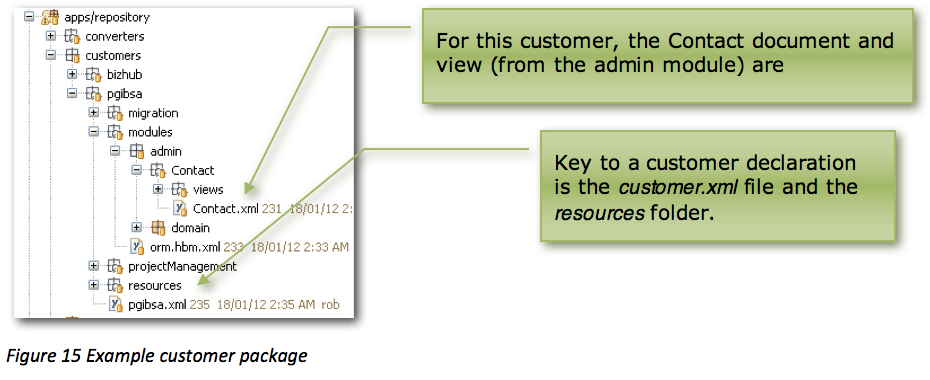 apps/repository
converters
customers
bizhub
pgibsa
migration
modules
admin
Contact
views
Contact.xml 231 18/01/12 2:
domain
orm.hbm.xml 233 18/01/12 2:33 AM
projectManagement
resources
pgibsa.xml 235 18/01/12 2:35 AM rob
For this customer, the Contact document and
view (from the admin module) are
Key to a customer declaration
is the customer.xml file and the
resources folder.
Figure 15 Example customer package